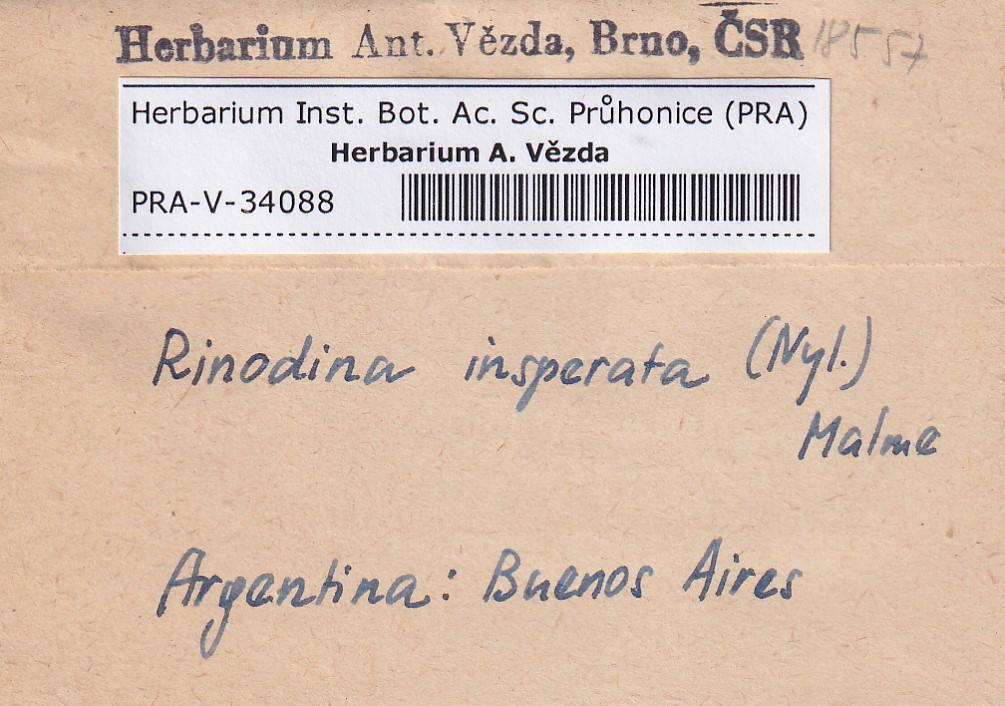 Herbarium Ant. Vězda, Brno, ČSR 18557
Herbarium Inst. Bot. Ac. Sc. Průhonice (PRA)
Herbarium A. Vězda
PRA-V-34088
Rinodina insperata (Nyl.)
Malme
Argentina: Buenos Aires